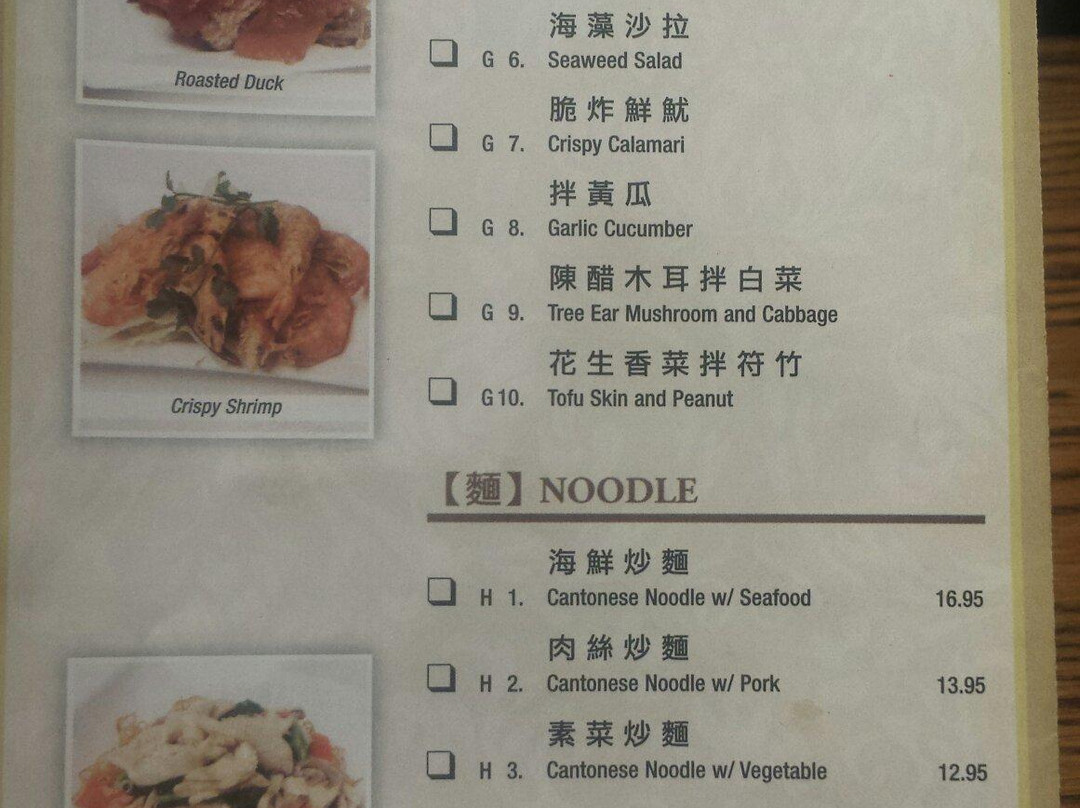 Roasted Duck
Crispy Shrimp
海藻沙拉
G 6. Seaweed Salad
脆炸鮮魷
G 7. Crispy Calamari
拌黃瓜
G 8. Garlic Cucumber
陳醋木耳拌白菜
G 9. Tree Ear Mushroom and Cabbage
花生香菜拌符竹
G10. Tofu Skin and Peanut
【麵】NOODLE
海鮮炒麵
H 1. Cantonese Noodle w/ Seafood 16.95
肉絲炒麵
H 2. Cantonese Noodle w/ Pork 13.95
素菜炒麵
H 3. Cantonese Noodle w/ Vegetable 12.95